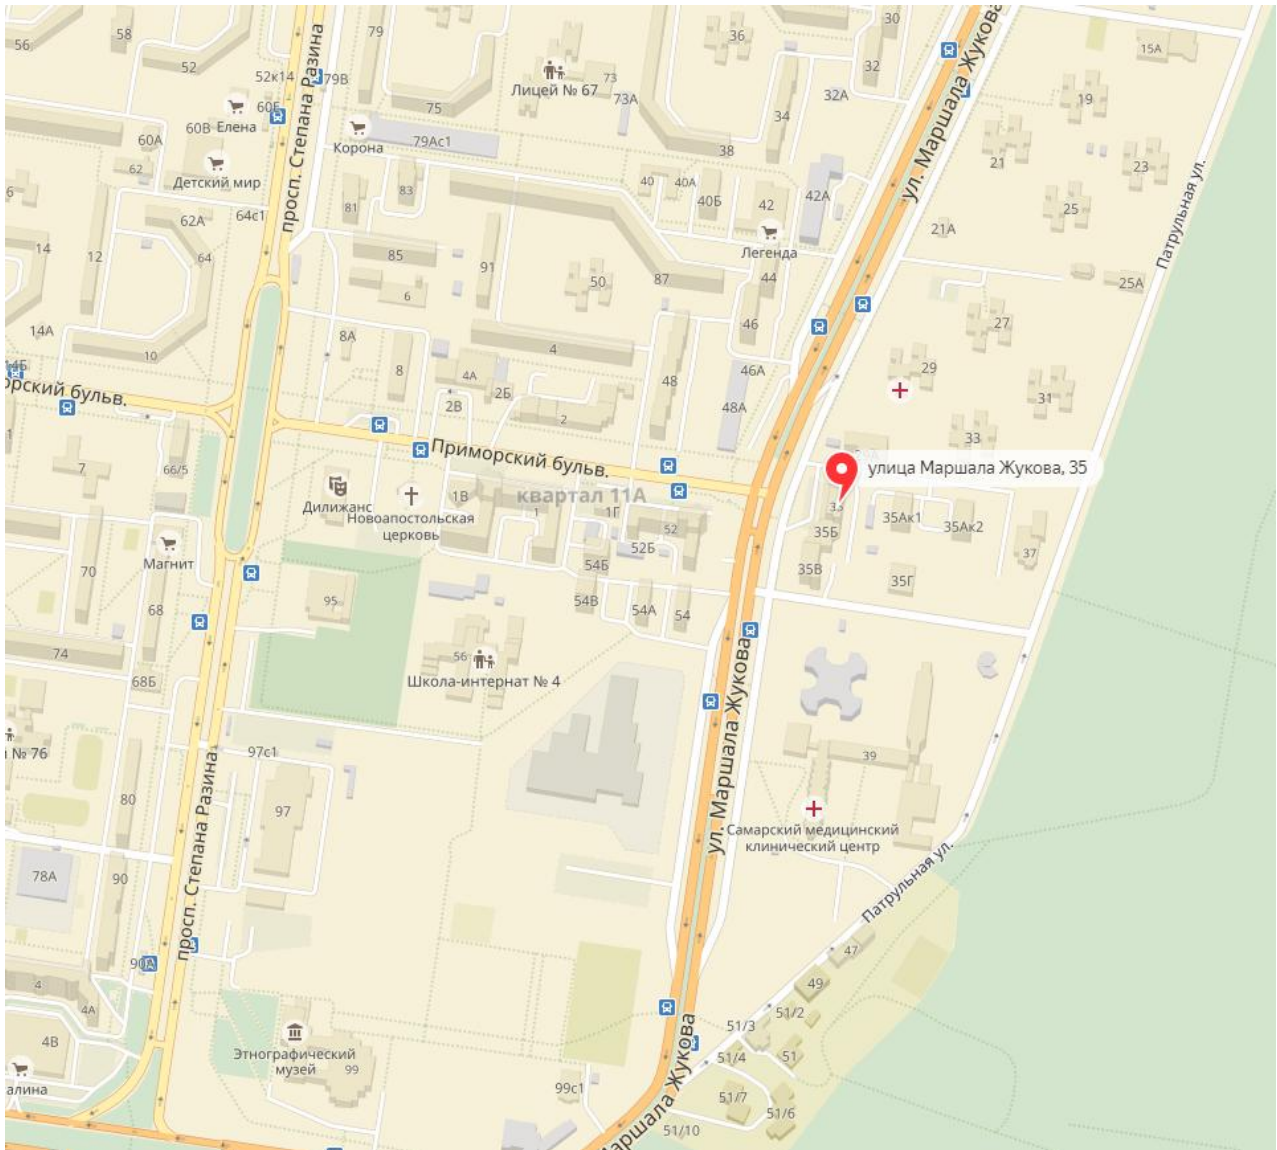 56
58
52
79
52к14
79В
просп. Степана Разина
60Б
60В
Елена
60А
62
Детский мир
62А
64с1
64
12
14
14А
10
6
75
Лицей № 67
73
73А
Корона
79Ас1
38
36
30
32
32А
34
15А
19
21
23
25
ул. Маршала Жукова
Патрульная ул.
81
83
85
6
91
50
87
40
40А
40Б
42
42А
Легенда
44
46
46А
48
48А
21А
25А
27
29
31
33
8А
8
4А
4
2Б
2В
2
14Б
орский бульв.
Приморский бульв.
улица Маршала Жукова, 35
7
66/5
1
Дилижанс
Новоапостольская
церковь
1В
квартал 11А
1
1Г
52
52Б
54Б
54В
54А
54
35Б
35В
35Ак1
35Ак2
35Г
37
Магнит
70
68
95
74
68Б
56
Школа-интернат № 4
№ 76
97с1
97
80
78А
90
ул. Маршала Жукова
39
Самарский медицинский
клинический центр
Патрульная ул.
просп. Степана Разина
90А
4
4А
4В
алина
Этнографический
музей
99
99с1
47
49
51/2
51/3
51/4
51
51/7
51/6
51/10
Маршала Жукова